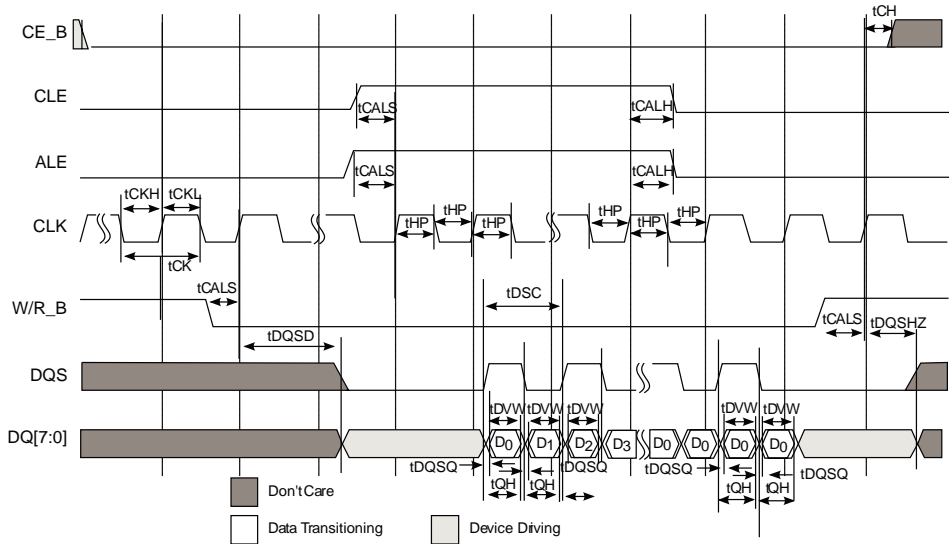 tCH
CE_B
CLE
tCALS
tCALH
ALE
tCALS
tCALH
tCKH
tCKL
CLK
tHP
tHP
tHP
tHP
tHP
tHP
tCK
tCALS
tDSC
W/R_B
tCALS
tDQSHZ
tDQSD
DQS
tDVW
tDVW
tDVW
tDVW
tDVW
DQ[7:0]
D0
D1
D2
D3
D0
D0
D0
D0
tDQSQ
tDQSQ
tDQSQ
tDQSQ
tQH
tQH
tQH
tQH
Don't Care
Data Transitioning
Device Driving